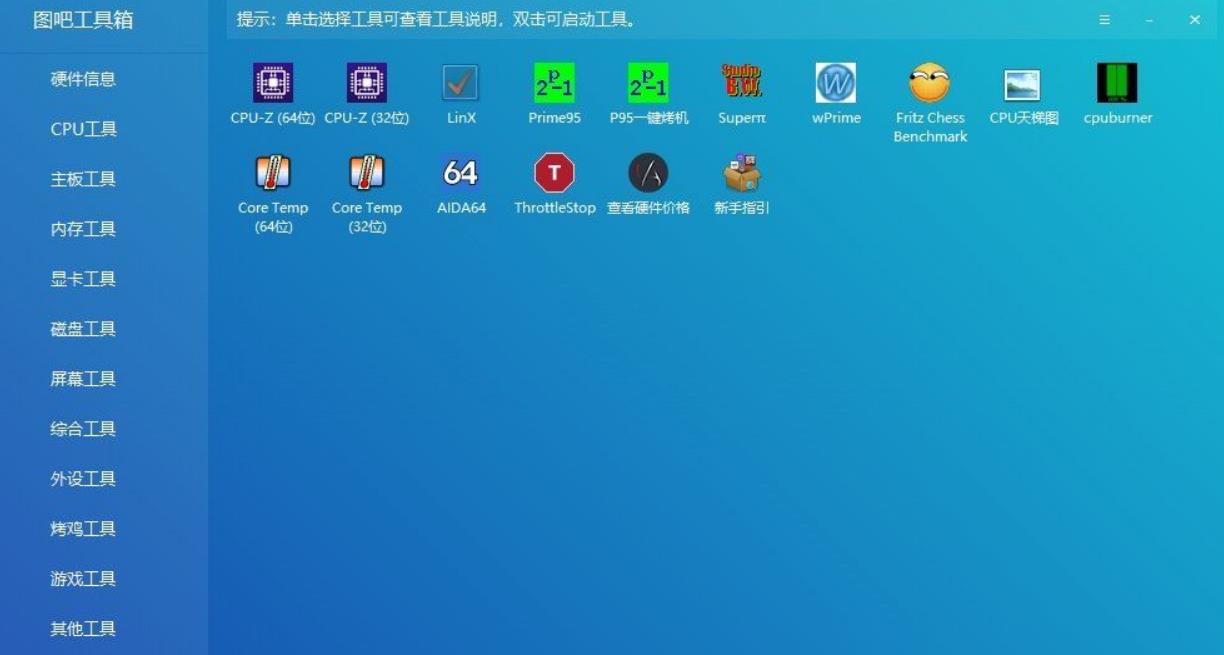 图吧工具箱
提示：单击选择工具可查看工具说明，双击可启动工具。
硬件信息
CPU工具
主板工具
内存工具
显卡工具
磁盘工具
屏幕工具
综合工具
外设工具
烤鸡工具
游戏工具
其他工具
CPU-Z (64位)
CPU-Z (32位)
LinX
Prime95
P95一键烤机
Superπ
wPrime
Fritz Chess
Benchmark
CPU天梯图
cpuburner
Core Temp
(64位)
Core Temp
(32位)
AIDA64
ThrottleStop
查看硬件价格
新手指引